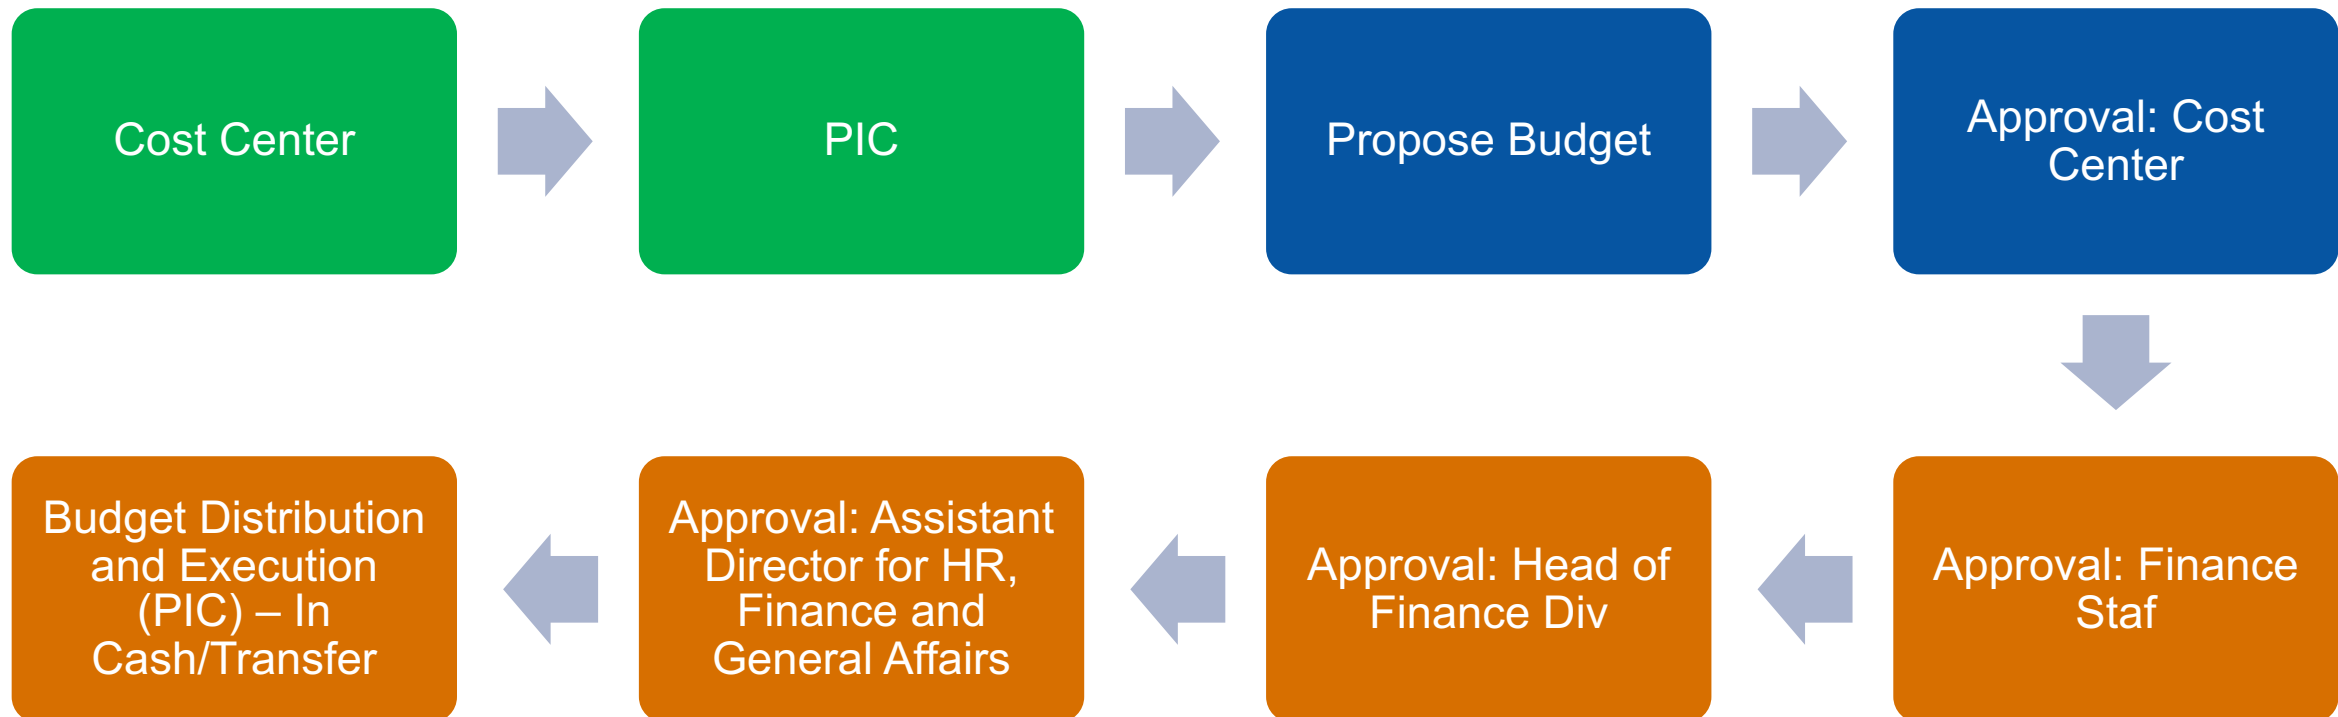 Cost Center
PIC
Propose Budget
Approval: Cost
Center
Approval: Finance
Staf
Approval: Head of
Finance Div
Approval: Assistant
Director for HR,
Finance and
General Affairs
Budget Distribution
and Execution
(PIC) – In
Cash/Transfer